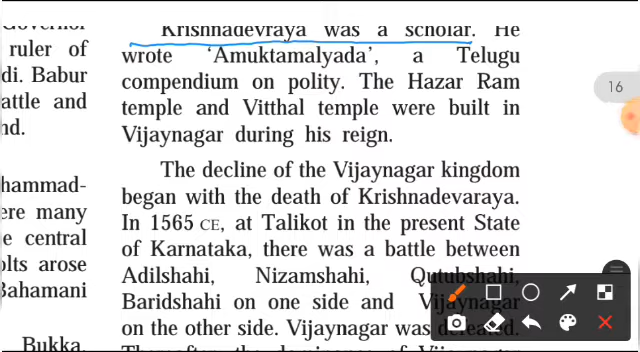 Governor
ruler of
di. Babur
attle and
nd.
hammad-
ere many
e central
olts arose
Bahamani
Bukka,
Krishnadevraya was a scholar. He
wrote ‘Amuktamalyada’, a Telugu
compendium on polity. The Hazar Ram
temple and Vitthal temple were built in
Vijaynagar during his reign.
The decline of the Vijaynagar kingdom
began with the death of Krishnadevaraya.
In 1565 CE, at Talikot in the present State
of Karnataka, there was a battle between
Adilshahi, Nizamshahi, Qutubshahi,
Baridshahi on one side and Vijaynagar
on the other side. Vijaynagar was defeated.
16